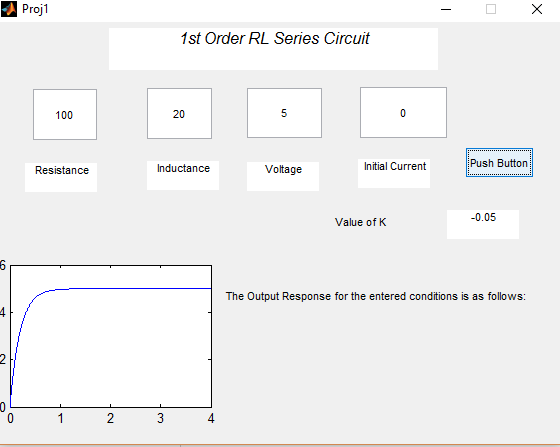 Proj1
1st Order RL Series Circuit
100 20 5 0
Resistance Inductance Voltage Initial Current Push Button
Value of K -0.05
The Output Response for the entered conditions is as follows:
6
4
2
0
0 1 2 3 4